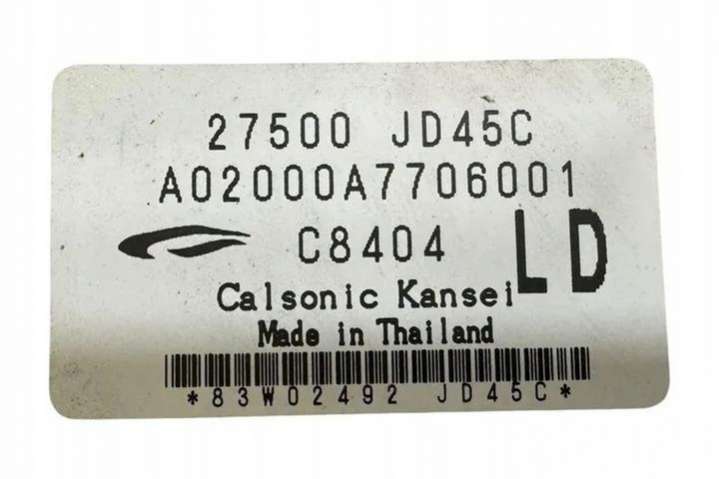 27500 JD45C
A02000A7706001
C8404 LD
Calsonic Kansei
Made in Thailand
*83W02492 JD45C*